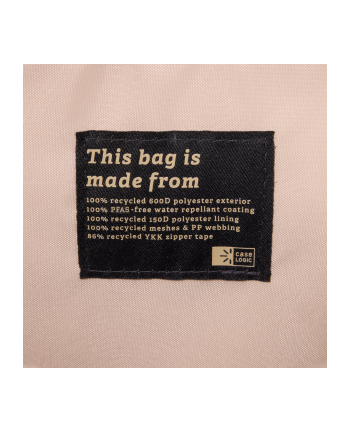 This bag is
made from
100% recycled 600D polyester exterior
100% PFAS-free water repellant coating
100% recycled 150D polyester lining
100% recycled meshes & PP webbing
86% recycled YKK zipper tape
case
LOGIC